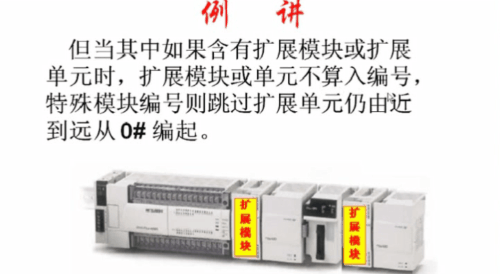 例 讲
但当其中如果含有扩展模块或扩展
单元时，扩展模块或单元不算入编号，
特殊模块编号则跳过扩展单元仍由近
到远从 0# 编起。
扩展模块
扩展模块